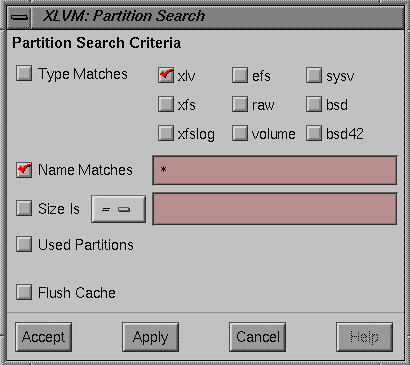 XLVM: Partition Search
Partition Search Criteria
Type Matches xlv efs sysv
xfs raw bsd
xfslog volume bsd42
Name Matches *
Size Is =
Used Partitions
Flush Cache
Accept Apply Cancel Help